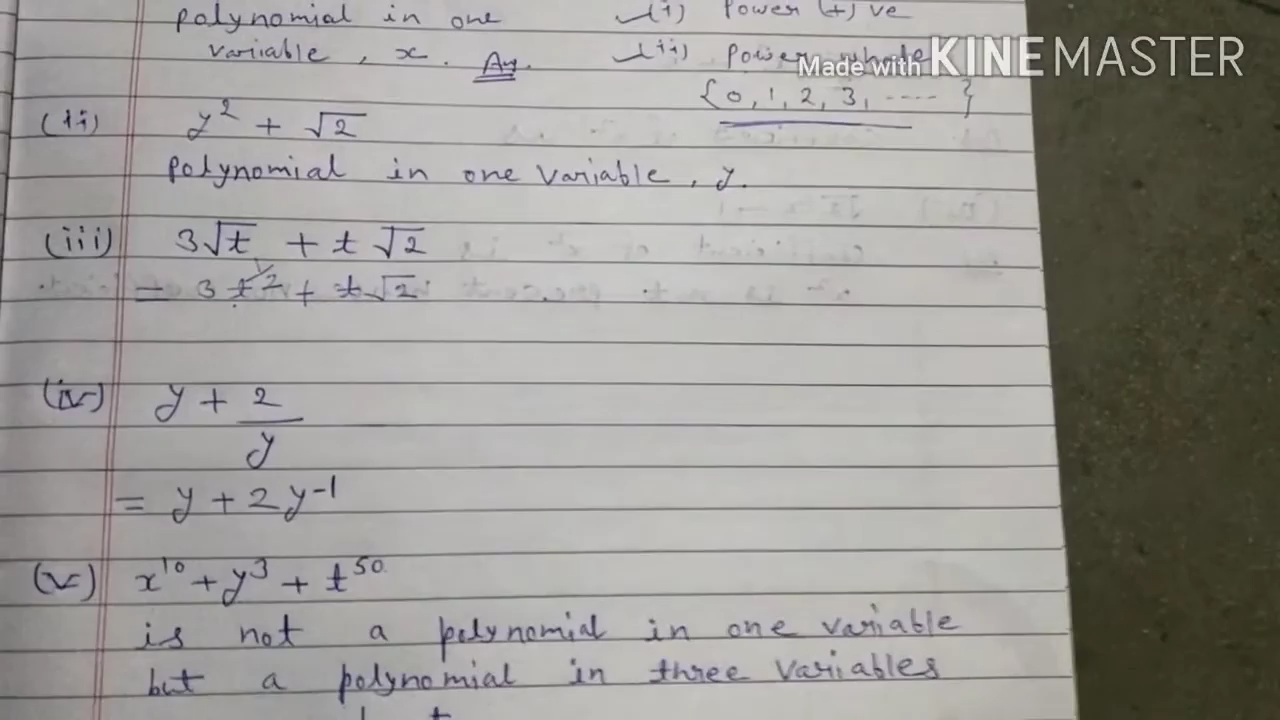 polynomial in one (i) Power (+) ve
variable, x. Ans. (ii) Power whole
Made with KINEMASTER
{0, 1, 2, 3, ---- }
(ii) y² + √2
polynomial in one variable, y.
(iii) 3√t + t√2
= 3t^1/2 + t√2
(iv) y + 2/y
= y + 2y⁻¹
(v) x¹⁰ + y³ + t⁵⁰
is not a polynomial in one variable
but a polynomial in three variables